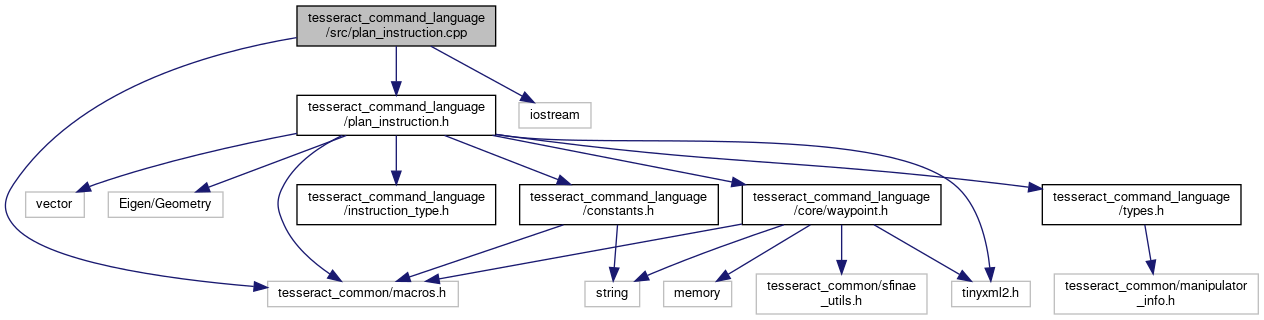 tesseract_command_language
/src/plan_instruction.cpp
tesseract_command_language
/plan_instruction.h
iostream
vector
Eigen/Geometry
tesseract_command_language
/instruction_type.h
tesseract_command_language
/constants.h
tesseract_command_language
/core/waypoint.h
tesseract_command_language
/types.h
tesseract_common/macros.h
string
memory
tesseract_common/sfinae
_utils.h
tinyxml2.h
tesseract_common/manipulator
_info.h